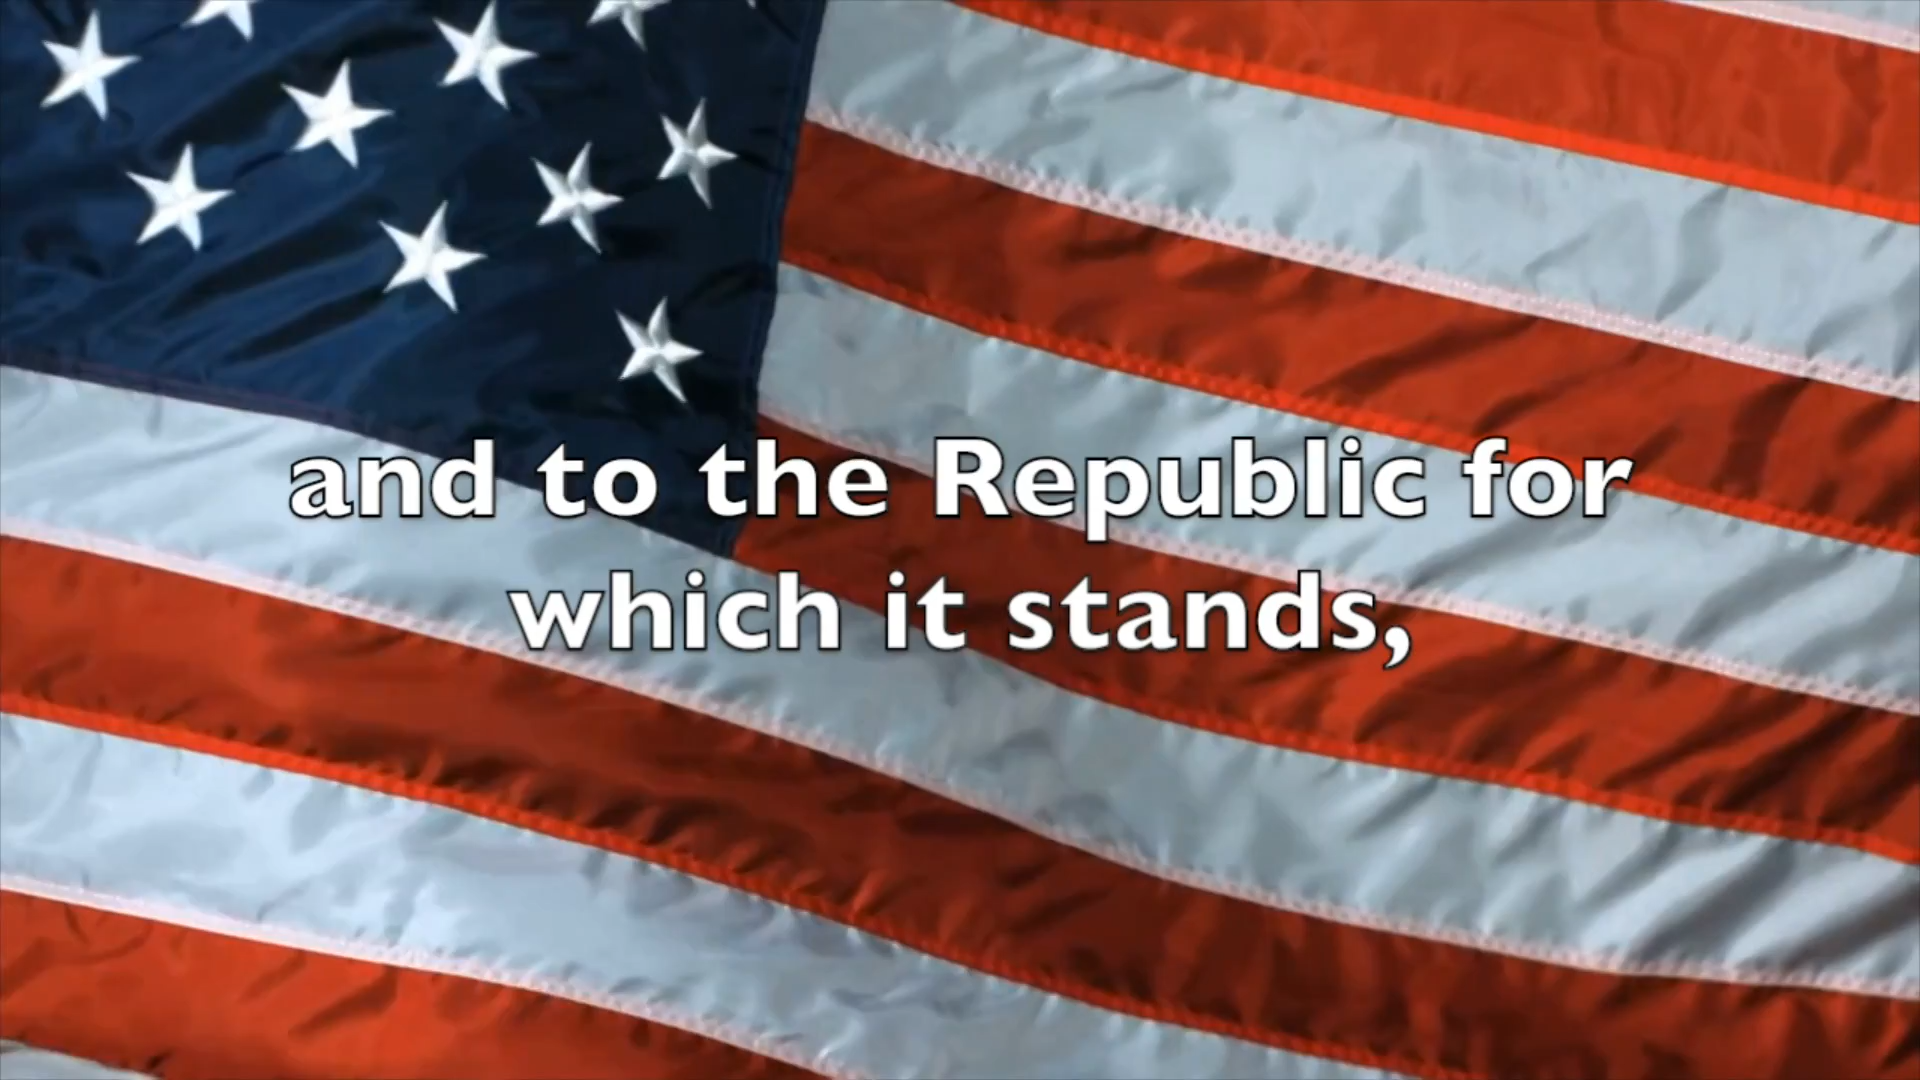 and to the Republic for
which it stands,